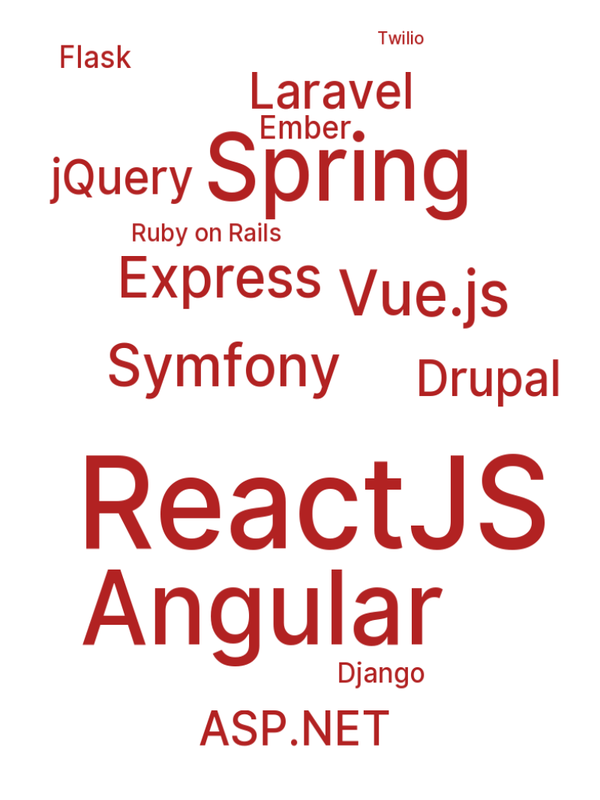 Twilio
Flask
Laravel
Ember
Spring
jQuery
Ruby on Rails
Express
Vue.js
Symfony
Drupal
ReactJS
Angular
Django
ASP.NET